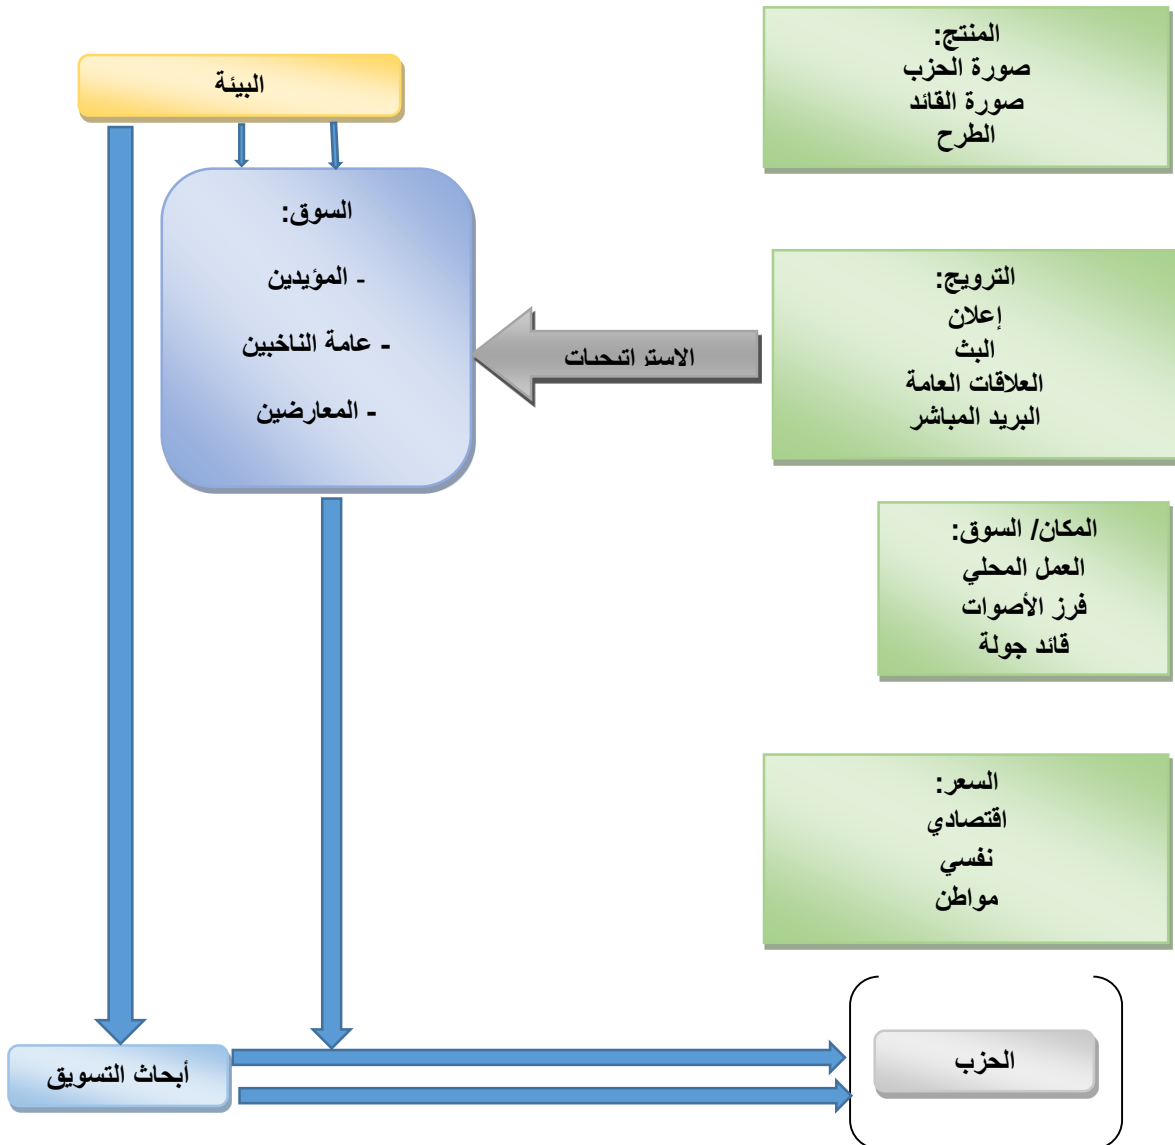 البيئة
السوق:
- المؤيدين
- عامة الناخبين
- المعارضين
المنتج:
صورة الحزب
صورة القائد
الطرح
الاستراتيجيات
الترويج:
إعلان
البث
العلاقات العامة
البريد المباشر
المكان/ السوق:
العمل المحلي
فرز الأصوات
قائد جولة
السعر:
اقتصادي
نفسي
مواطن
أبحاث التسويق
الحزب